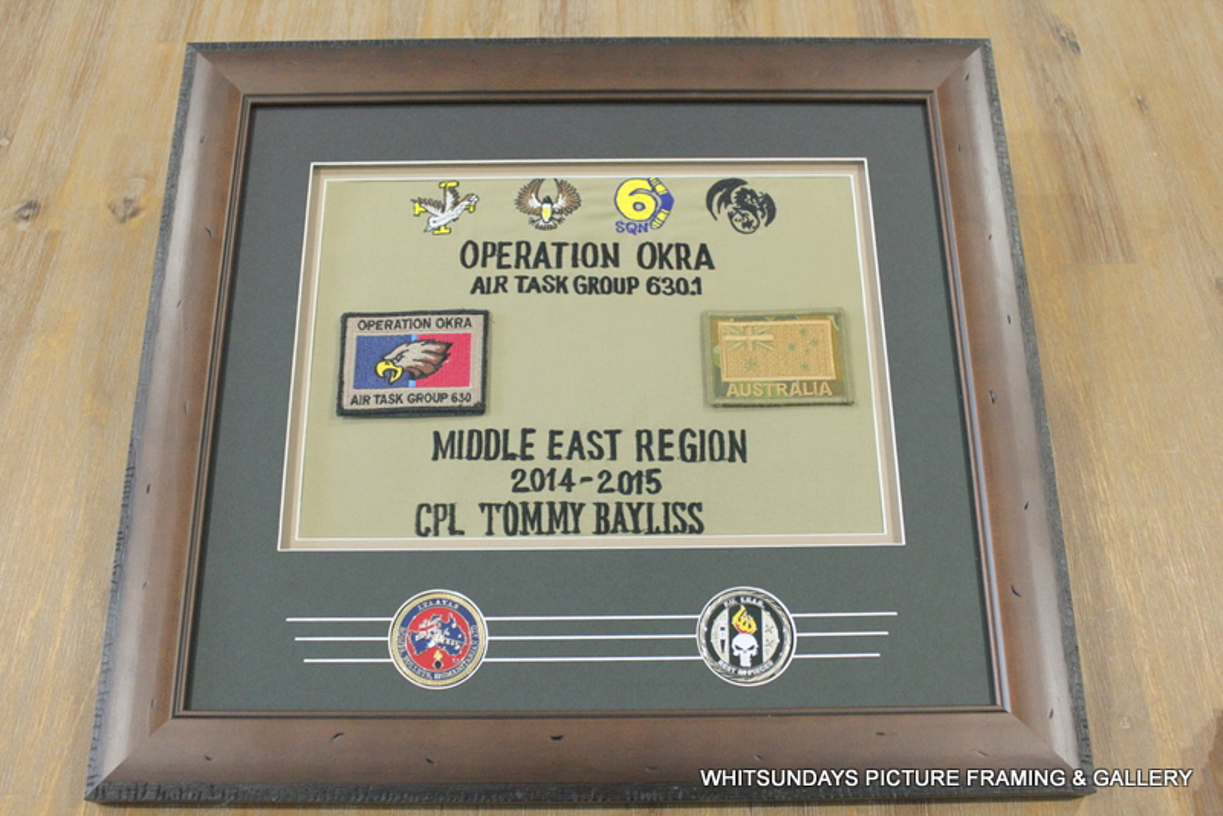 6
SQN
OPERATION OKRA
AIR TASK GROUP 630.1
OPERATION OKRA
AIR TASK GROUP 630
AUSTRALIA
MIDDLE EAST REGION
2014-2015
CPL TOMMY BAYLISS
WHITSUNDAYS PICTURE FRAMING & GALLERY